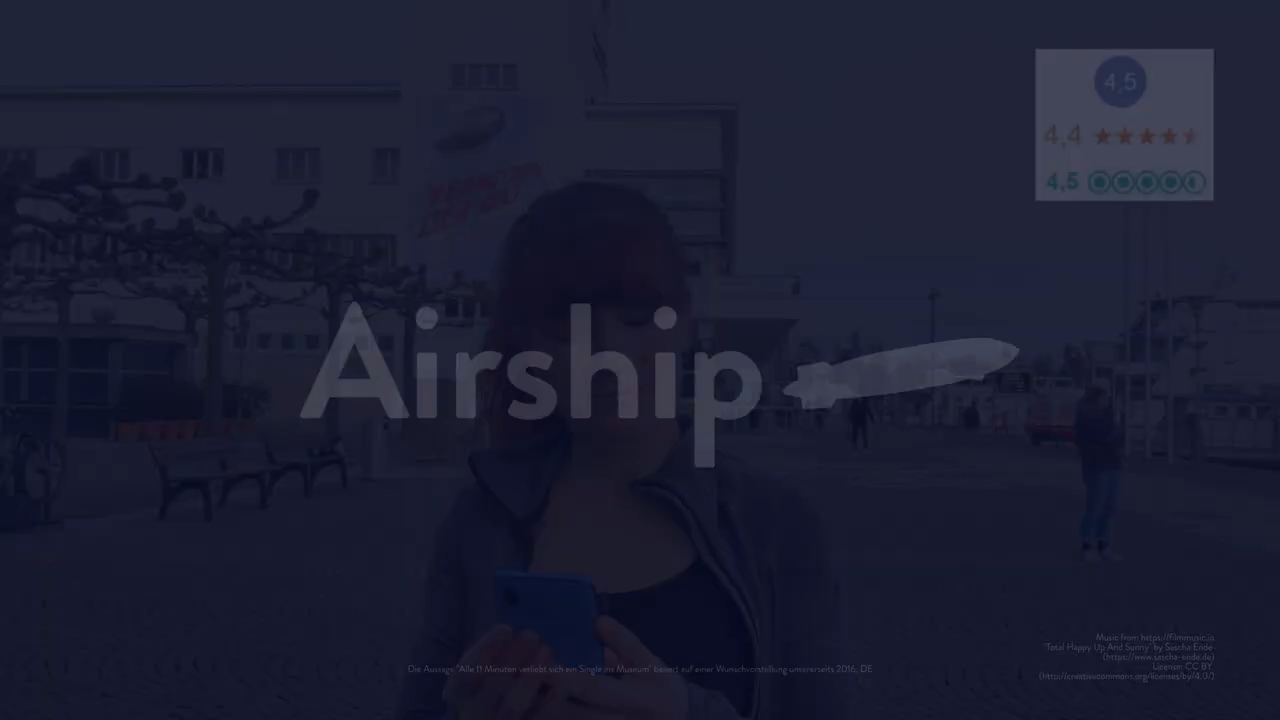 4,5
4,4
4,5
Airship
Music from https://filmmusic.io
"Total Happy Up And Sunny" by Sascha Ende
(https://www.sascha-ende.de)
Licensin CC BY
(http://creativecommons.org/licenses/by/4.0/)
Die Aussage "Alle 11 Minuten verliebt sich ein Single ins Museum" basiert auf einer Wunschvorstellung unsererseits 2016, DE